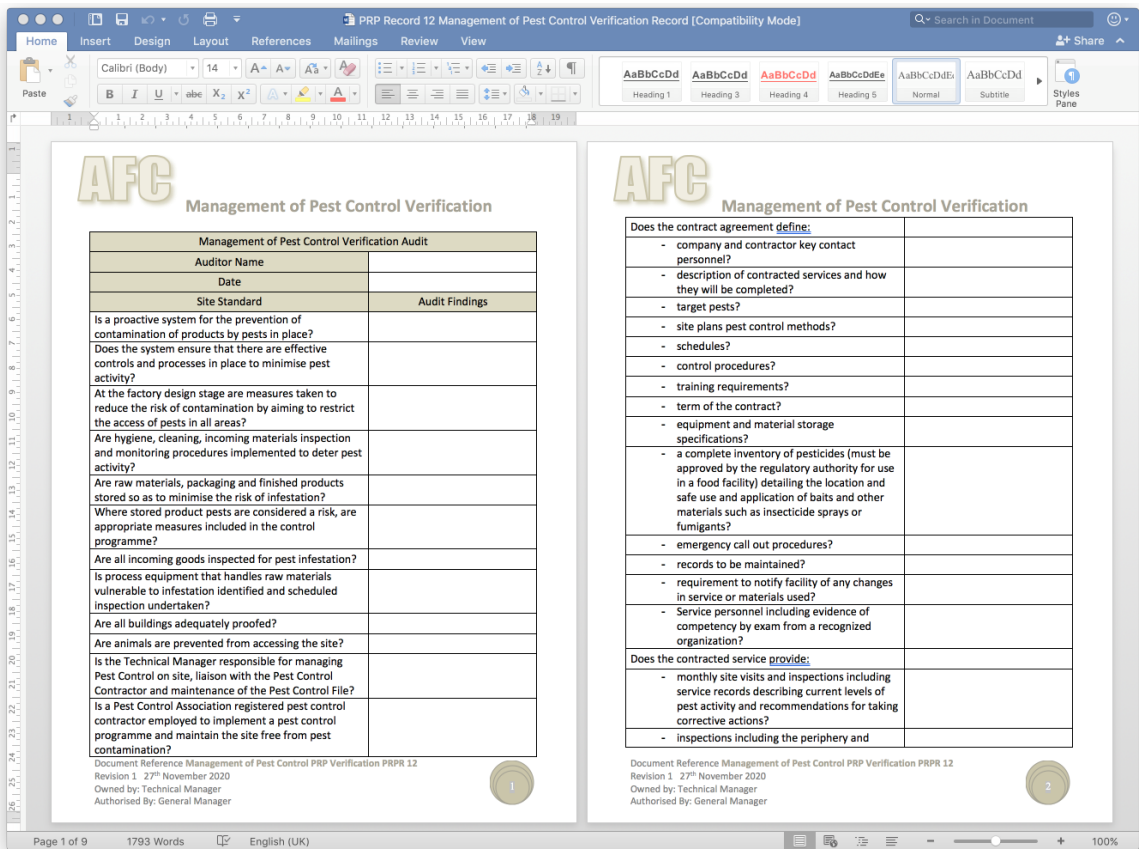 PRP Record 12 Management of Pest Control Verification Record [Compatibility Mode]
Search in Document
Home Insert Design Layout References Mailings Review View
Share
Paste
Calibri (Body) 14
B I U abc X2 X2 A A
AaBbCcDd AaBbCcDd AaBbCcDd AaBbCcDdEe AaBbCcDdEe AaBbCcDd
Heading 1 Heading 3 Heading 4 Heading 5 Normal Subtitle
Styles Pane
AFC
Management of Pest Control Verification
Management of Pest Control Verification Audit
Auditor Name
Date
Site Standard Audit Findings
Is a proactive system for the prevention of
contamination of products by pests in place?
Does the system ensure that there are effective
controls and processes in place to minimise pest
activity?
At the factory design stage are measures taken to
reduce the risk of contamination by aiming to restrict
the access of pests in all areas?
Are hygiene, cleaning, incoming materials inspection
and monitoring procedures implemented to deter pest
activity?
Are raw materials, packaging and finished products
stored so as to minimise the risk of infestation?
Where stored product pests are considered a risk, are
appropriate measures included in the control
programme?
Are all incoming goods inspected for pest infestation?
Is process equipment that handles raw materials
vulnerable to infestation identified and scheduled
inspection undertaken?
Are all buildings adequately proofed?
Are animals are prevented from accessing the site?
Is the Technical Manager responsible for managing
Pest Control on site, liaison with the Pest Control
Contractor and maintenance of the Pest Control File?
Is a Pest Control Association registered pest control
contractor employed to implement a pest control
programme and maintain the site free from pest
contamination?
Document Reference Management of Pest Control PRP Verification PRPR 12
Revision 1 27th November 2020
Owned by: Technical Manager
Authorised By: General Manager
1
AFC
Management of Pest Control Verification
Does the contract agreement define:
- company and contractor key contact
personnel?
- description of contracted services and how
they will be completed?
- target pests?
- site plans pest control methods?
- schedules?
- control procedures?
- training requirements?
- term of the contract?
- equipment and material storage
specifications?
- a complete inventory of pesticides (must be
approved by the regulatory authority for use
in a food facility) detailing the location and
safe use and application of baits and other
materials such as insecticide sprays or
fumigants?
- emergency call out procedures?
- records to be maintained?
- requirement to notify facility of any changes
in service or materials used?
- Service personnel including evidence of
competency by exam from a recognized
organization?
Does the contracted service provide:
- monthly site visits and inspections including
service records describing current levels of
pest activity and recommendations for taking
corrective actions?
- inspections including the periphery and
Document Reference Management of Pest Control PRP Verification PRPR 12
Revision 1 27th November 2020
Owned by: Technical Manager
Authorised By: General Manager
2
Page 1 of 9 1793 Words English (UK) 100%